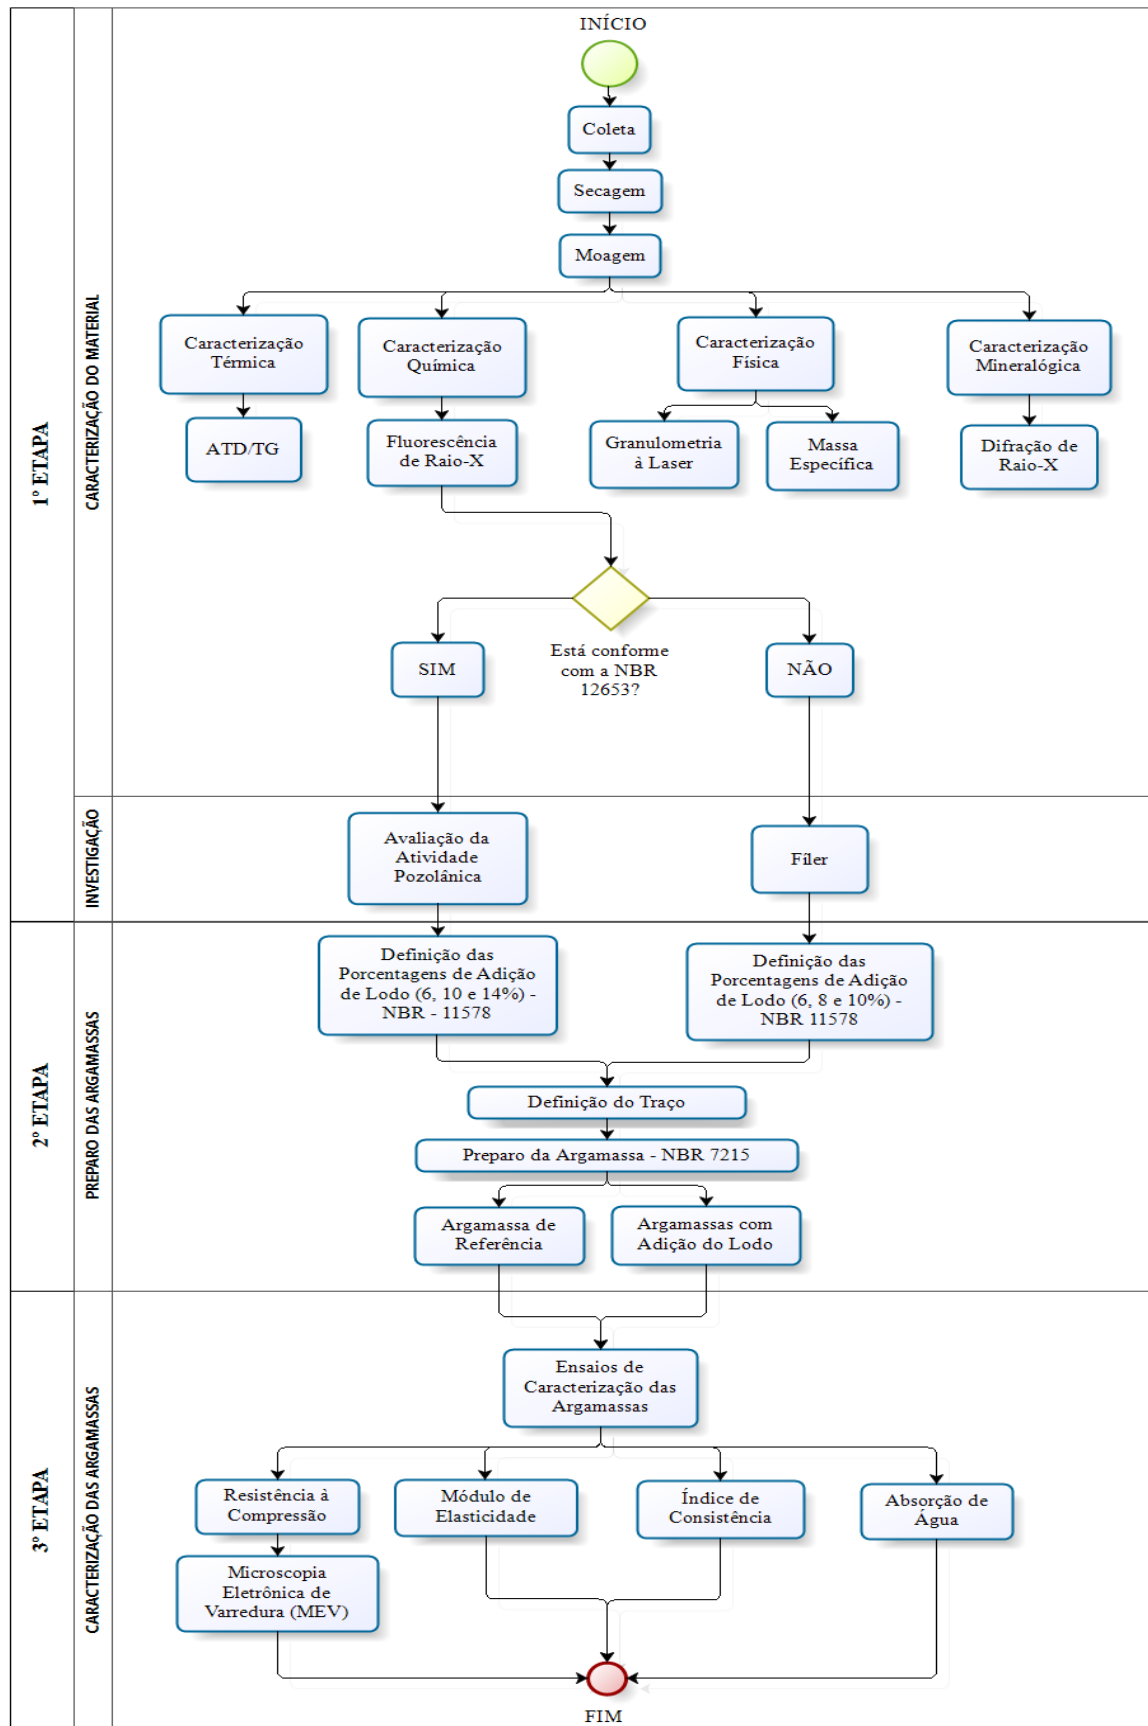 INÍCIO
Coleta
Secagem
Moagem
1º ETAPA
CARACTERIZAÇÃO DO MATERIAL
Caracterização
Térmica
Caracterização
Química
Caracterização
Física
Caracterização
Mineralógica
ATD/TG
Fluorescência
de Raio-X
Granulometria
à Laser
Massa
Específica
Difração de
Raio-X
SIM
Está conforme
com a NBR
12653?
NÃO
INVESTIGAÇÃO
Avaliação da
Atividade
Pozolânica
Fíler
2º ETAPA
PREPARO DAS ARGAMASSAS
Definição das
Porcentagens de Adição
de Lodo (6, 10 e 14%) -
NBR - 11578
Definição das
Porcentagens de Adição
de Lodo (6, 8 e 10%) -
NBR 11578
Definição do Traço
Preparo da Argamassa - NBR 7215
Argamassa de
Referência
Argamassas com
Adição do Lodo
3º ETAPA
CARACTERIZAÇÃO DAS ARGAMASSAS
Ensaios de
Caracterização das
Argamassas
Resistência à
Compressão
Módulo de
Elasticidade
Índice de
Consistência
Absorção de
Água
Microscopia
Eletrônica de
Varredura (MEV)
FIM